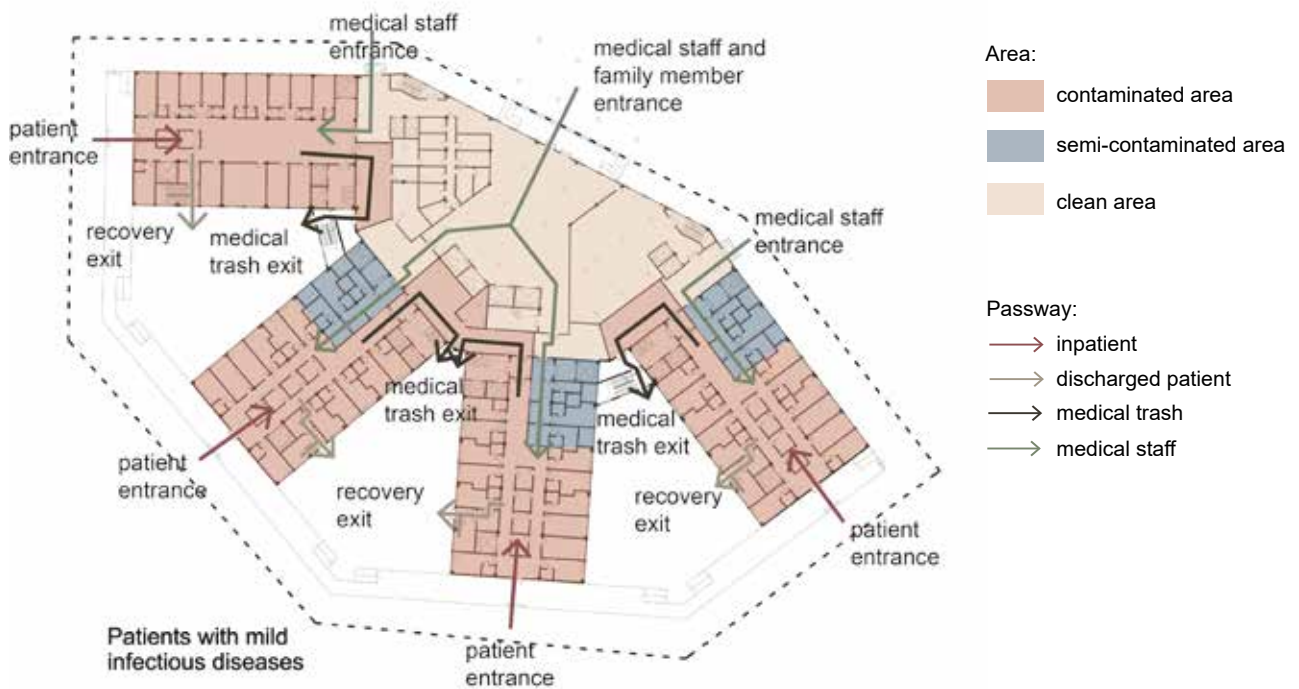 medical staff
entrance
medical staff and
family member
entrance
patient
entrance
recovery
exit
medical
trash exit
medical staff
entrance
medical
trash exit
medical
trash exit
patient
entrance
recovery
exit
recovery
exit
patient
entrance
patient
entrance
Patients with mild
infectious diseases
Area:
contaminated area
semi-contaminated area
clean area
Passway:
inpatient
discharged patient
medical trash
medical staff